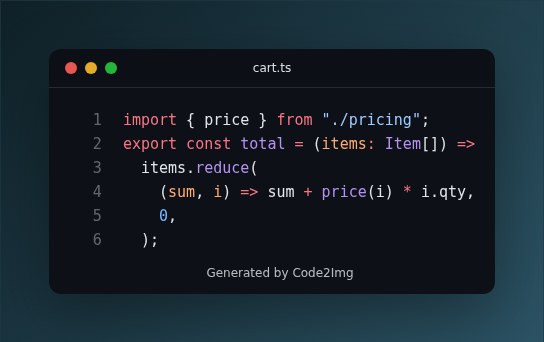 cart.ts
1 import { price } from "./pricing";
2 export const total = (items: Item[]) =>
3   items.reduce(
4     (sum, i) => sum + price(i) * i.qty,
5     0,
6   );
Generated by Code2Img